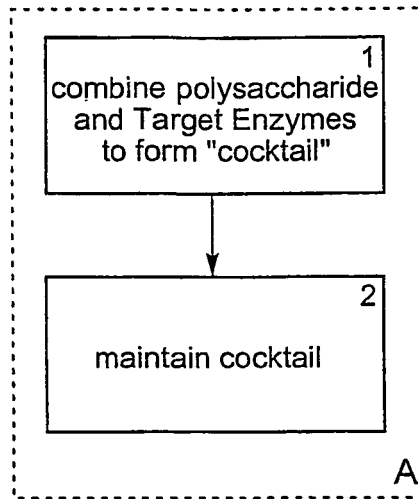 1
combine polysaccharide
and Target Enzymes
to form "cocktail"
2
maintain cocktail
A